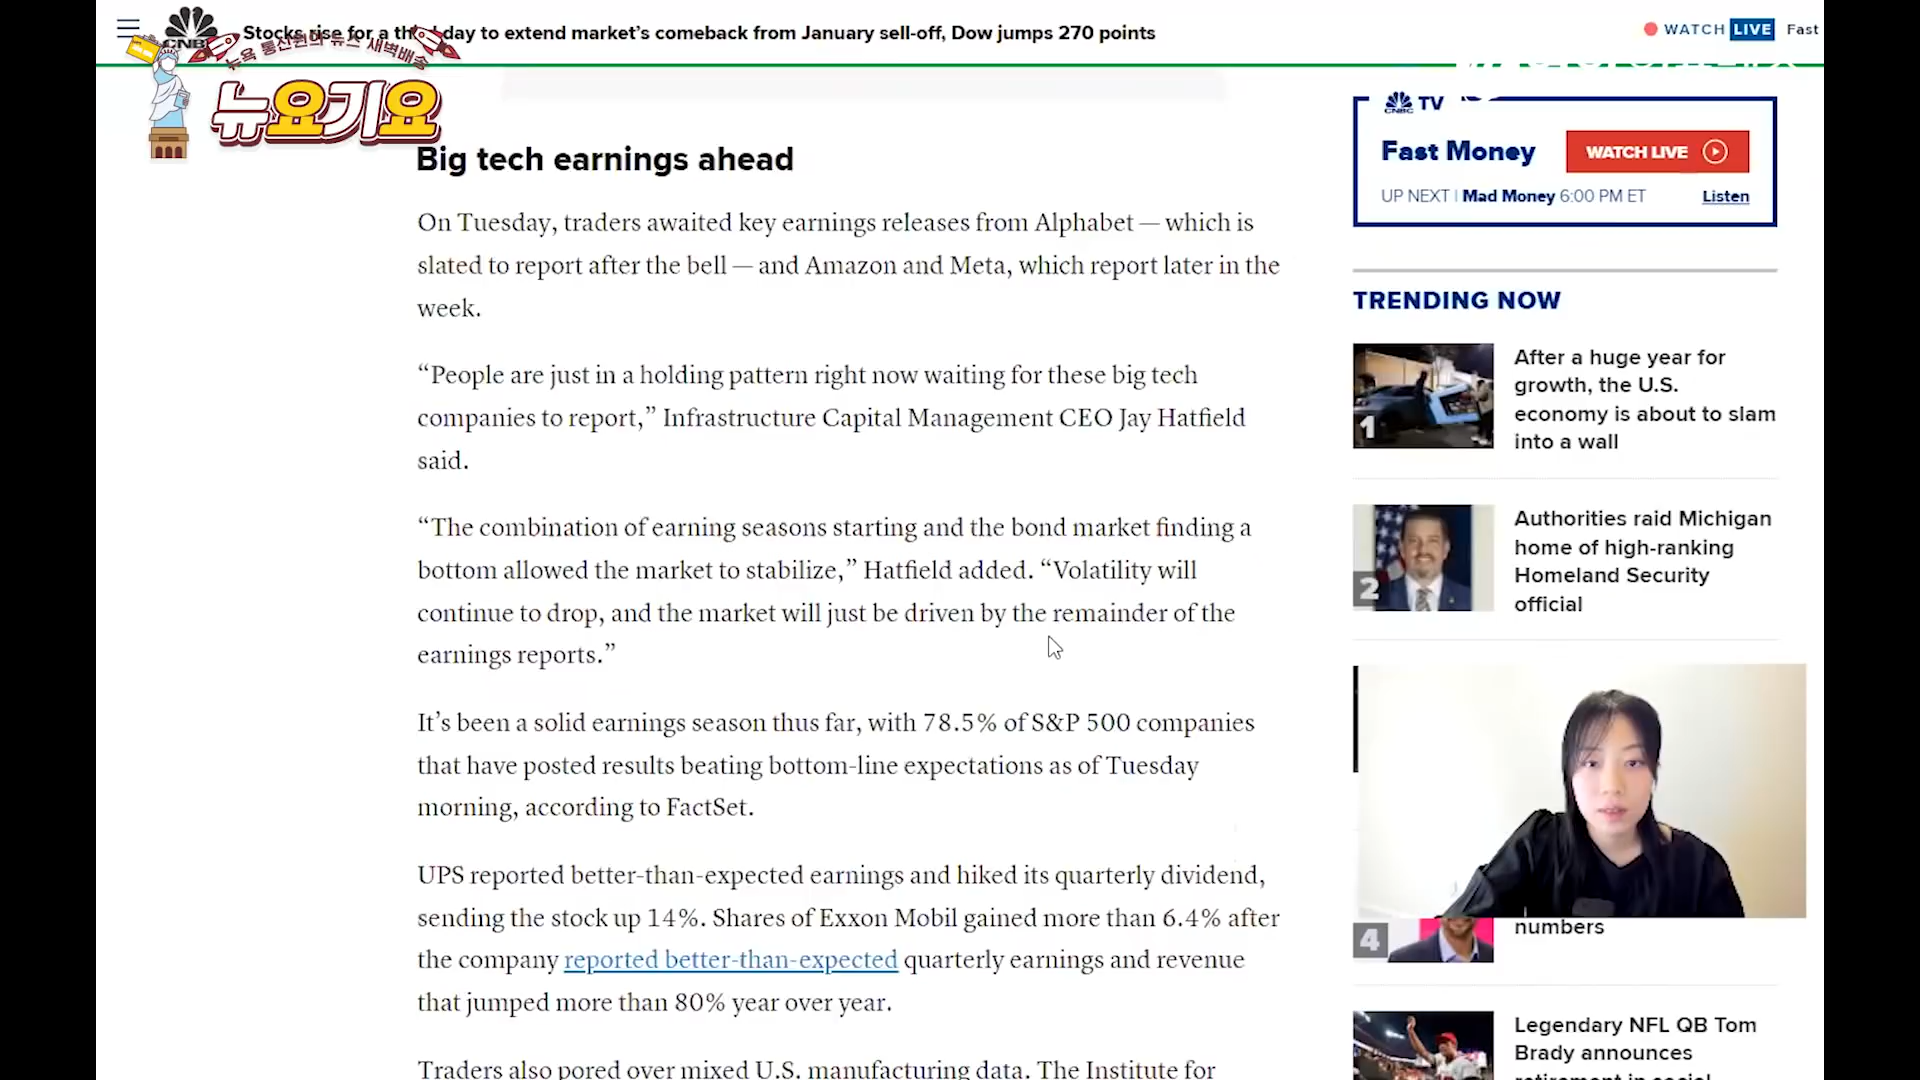 Stocks rise for a third day to extend market's comeback from January sell-off, Dow jumps 270 points
WATCH LIVE Fast
뉴욕 통신원의 뉴스 새벽배송
뉴요기요
Big tech earnings ahead
On Tuesday, traders awaited key earnings releases from Alphabet — which is
slated to report after the bell — and Amazon and Meta, which report later in the
week.
“People are just in a holding pattern right now waiting for these big tech
companies to report,” Infrastructure Capital Management CEO Jay Hatfield
said.
“The combination of earning seasons starting and the bond market finding a
bottom allowed the market to stabilize,” Hatfield added. “Volatility will
continue to drop, and the market will just be driven by the remainder of the
earnings reports.”
It’s been a solid earnings season thus far, with 78.5% of S&P 500 companies
that have posted results beating bottom-line expectations as of Tuesday
morning, according to FactSet.
UPS reported better-than-expected earnings and hiked its quarterly dividend,
sending the stock up 14%. Shares of Exxon Mobil gained more than 6.4% after
the company reported better-than-expected quarterly earnings and revenue
that jumped more than 80% year over year.
Traders also pored over mixed U.S. manufacturing data. The Institute for
CNBC TV
Fast Money
WATCH LIVE
UP NEXT | Mad Money 6:00 PM ET
Listen
TRENDING NOW
1
After a huge year for
growth, the U.S.
economy is about to slam
into a wall
2
Authorities raid Michigan
home of high-ranking
Homeland Security
official
4
numbers
Legendary NFL QB Tom
Brady announces
retirement in social